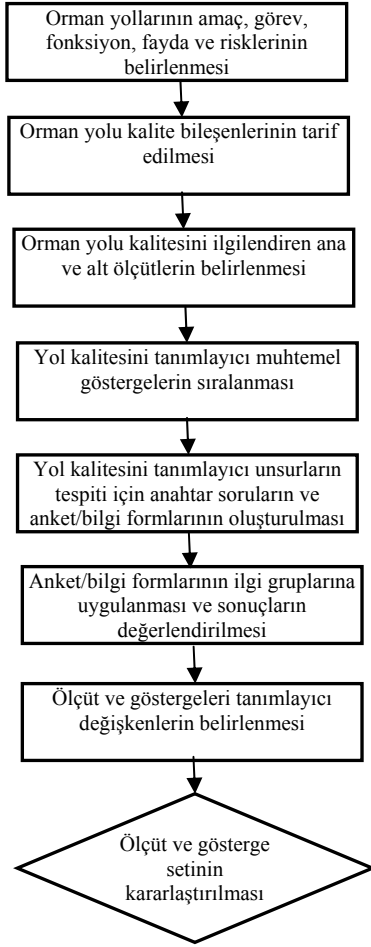 Orman yollarının amaç, görev,
fonksiyon, fayda ve risklerinin
belirlenmesi
Orman yolu kalite bileşenlerinin tarif
edilmesi
Orman yolu kalitesini ilgilendiren ana
ve alt ölçütlerin belirlenmesi
Yol kalitesini tanımlayıcı muhtemel
göstergelerin sıralanması
Yol kalitesini tanımlayıcı unsurların
tespiti için anahtar soruların ve
anket/bilgi formlarının oluşturulması
Anket/bilgi formlarının ilgi gruplarına
uygulanması ve sonuçların
değerlendirilmesi
Ölçüt ve göstergeleri tanımlayıcı
değişkenlerin belirlenmesi
Ölçüt ve gösterge
setinin
kararlaştırılması